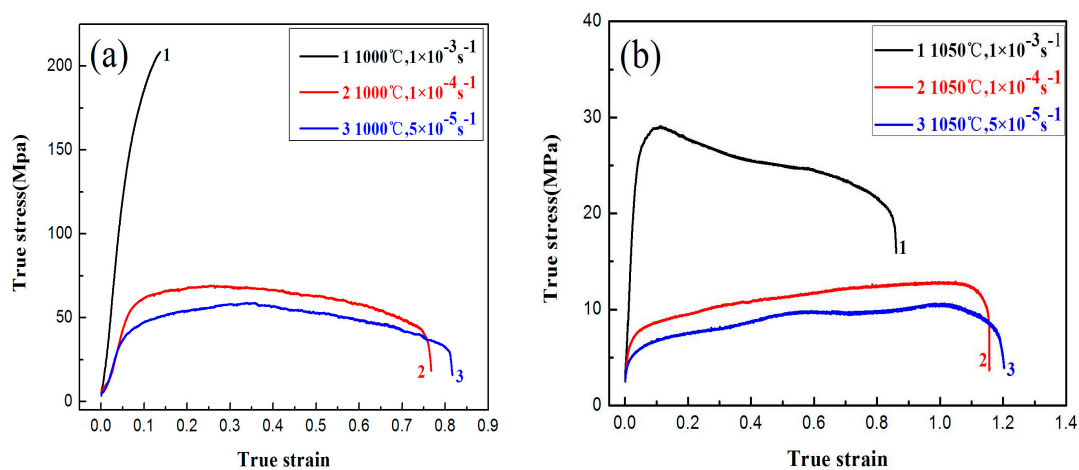 (a)
1 1000℃,1×10⁻³s⁻¹
2 1000℃,1×10⁻⁴s⁻¹
3 1000℃,5×10⁻⁵s⁻¹
True stress(Mpa)
200
150
100
50
0
1
2
3
0.0 0.1 0.2 0.3 0.4 0.5 0.6 0.7 0.8 0.9
True strain
(b)
1 1050℃,1×10⁻³s⁻¹
2 1050℃,1×10⁻⁴s⁻¹
3 1050℃,5×10⁻⁵s⁻¹
True stress(MPa)
40
30
20
10
0
1
2
3
0.0 0.2 0.4 0.6 0.8 1.0 1.2 1.4
True strain